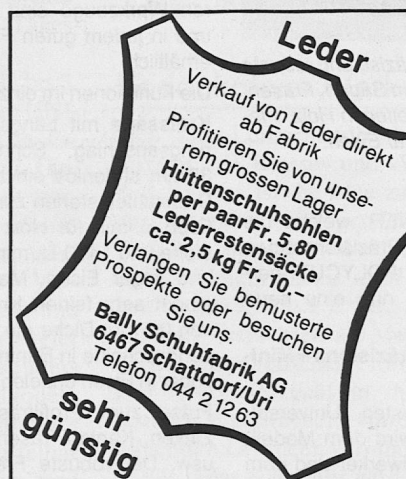 Leder
Verkauf von Leder direkt
ab Fabrik
Profitieren Sie von unse-
rem grossen Lager
Hüttenschuhsohlen
per Paar Fr. 5.80
Lederrestensäcke
ca. 2,5 kg Fr. 10.–
Verlangen Sie bemusterte
Prospekte oder besuchen
Sie uns.
Bally Schuhfabrik AG
6467 Schattdorf/Uri
Telefon 044 2 12 63
sehr
günstig